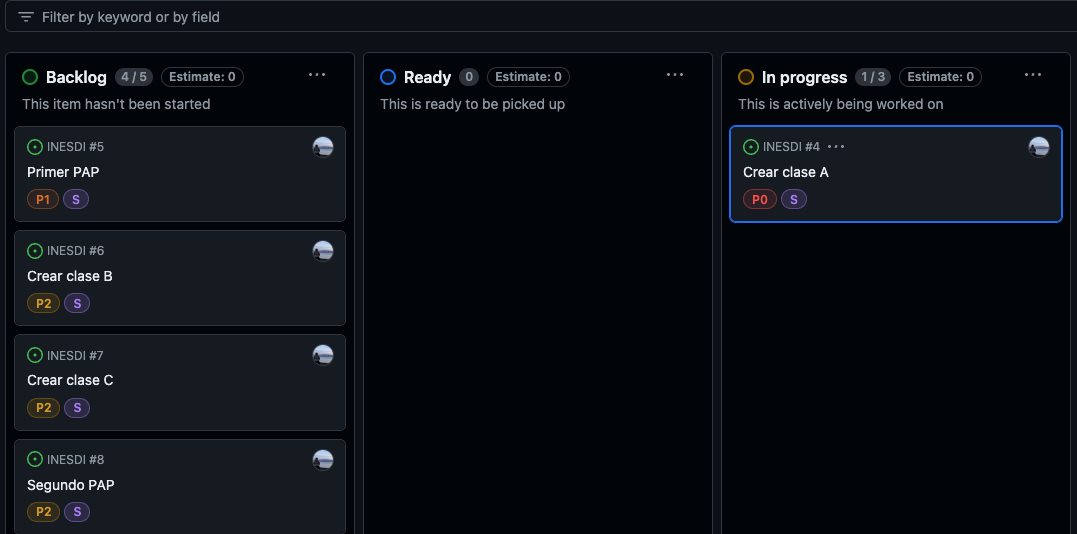 Filter by keyword or by field
Backlog 4 / 5 Estimate: 0
This item hasn't been started
INESDI #5
Primer PAP
P1 S
INESDI #6
Crear clase B
P2 S
INESDI #7
Crear clase C
P2 S
INESDI #8
Segundo PAP
P2 S
Ready 0 Estimate: 0
This is ready to be picked up
In progress 1 / 3 Estimate: 0
This is actively being worked on
INESDI #4
Crear clase A
P0 S